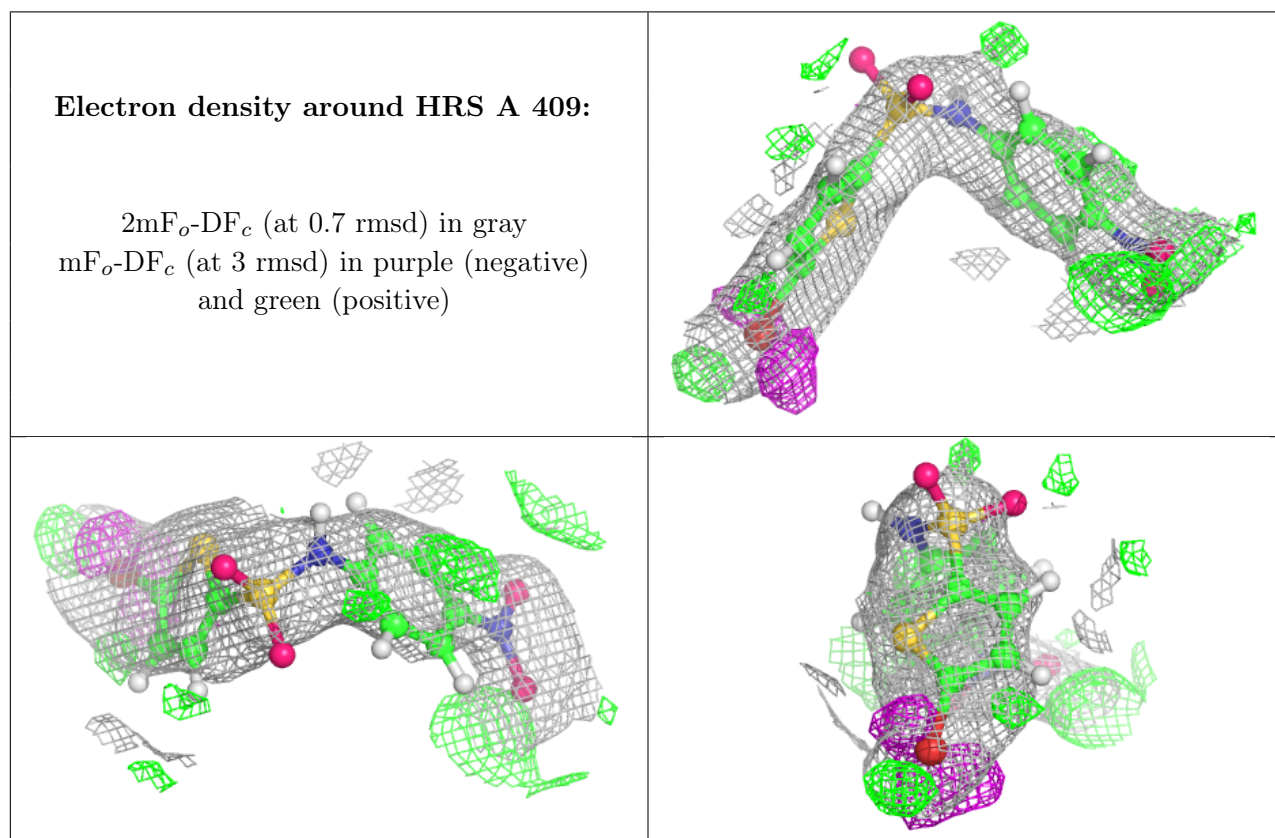 Electron density around HRS A 409:
2mFo-DFc (at 0.7 rmsd) in gray
mFo-DFc (at 3 rmsd) in purple (negative)
and green (positive)